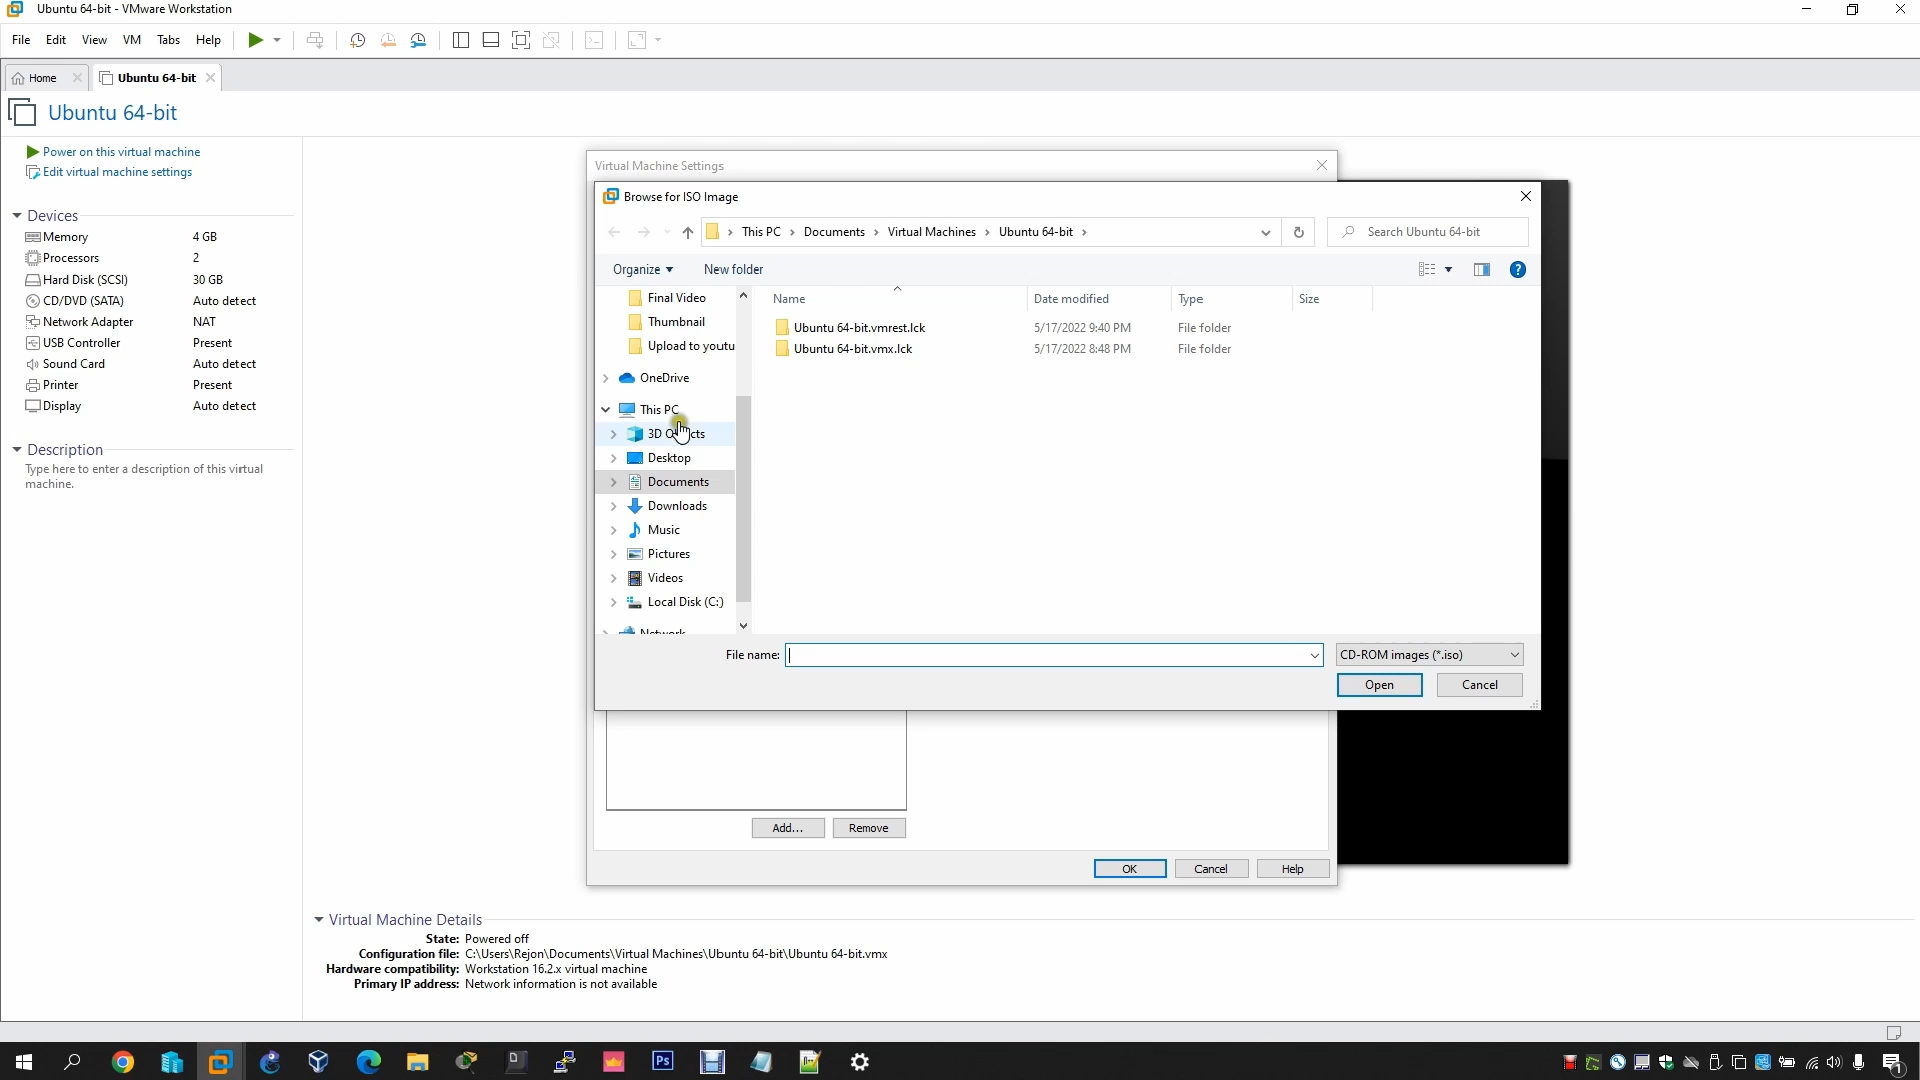 Ubuntu 64-bit - VMware Workstation
File Edit View VM Tabs Help
Home Ubuntu 64-bit
Ubuntu 64-bit
Power on this virtual machine
Edit virtual machine settings
Devices
Memory 4 GB
Processors 2
Hard Disk (SCSI) 30 GB
CD/DVD (SATA) Auto detect
Network Adapter NAT
USB Controller Present
Sound Card Auto detect
Printer Present
Display Auto detect
Description
Type here to enter a description of this virtual
machine.
Virtual Machine Settings
Browse for ISO Image
This PC Documents Virtual Machines Ubuntu 64-bit
Search Ubuntu 64-bit
Organize New folder
Final Video
Thumbnail
Upload to youtu
OneDrive
This PC
3D
Desktop
Documents
Downloads
Music
Pictures
Videos
Local Disk (C:)
Network
Name Date modified Type Size
Ubuntu 64-bit.vmrest.lck 5/17/2022 9:40 PM File folder
Ubuntu 64-bit.vmx.lck 5/17/2022 8:48 PM File folder
File name: CD-ROM images (*.iso)
Open Cancel
Add... Remove
OK Cancel Help
Virtual Machine Details
State: Powered off
Configuration file: C:\Users\Rejon\Documents\Virtual Machines\Ubuntu 64-bit\Ubuntu 64-bit.vmx
Hardware compatibility: Workstation 16.2.x virtual machine
Primary IP address: Network information is not available
Ps
1